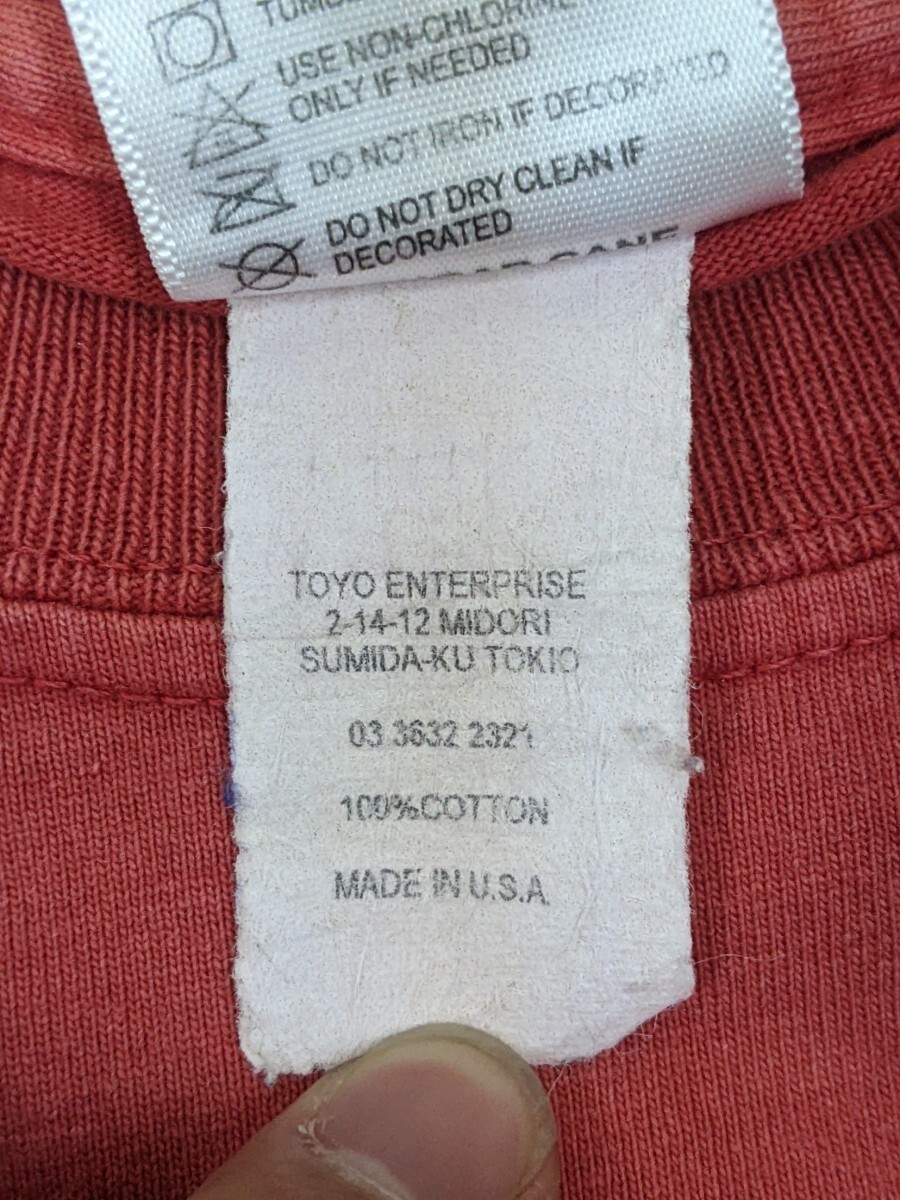 USE NON-CHLORINE
ONLY IF NEEDED
DO NOT IRON IF DECORATED
DO NOT DRY CLEAN IF
DECORATED
TOYO ENTERPRISE
2-14-12 MIDORI
SUMIDA-KU TOKIO
03 3632 2321
100%COTTON
MADE IN U.S.A.